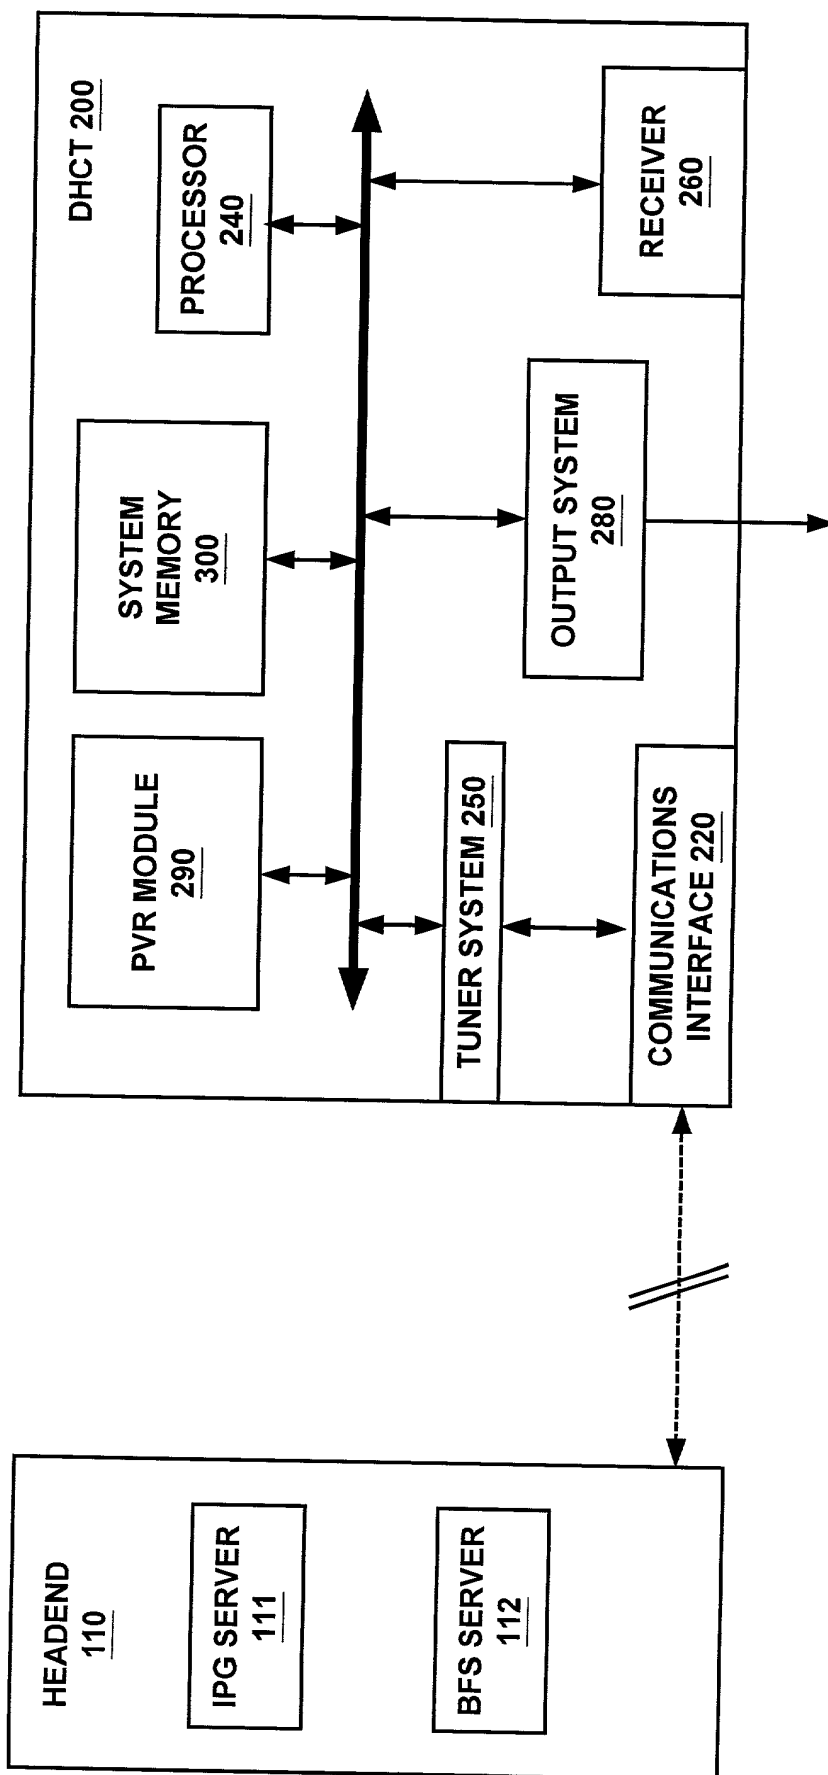 HEADEND
110
IPG SERVER
111
BFS SERVER
112
DHCT 200
PVR MODULE
290
SYSTEM
MEMORY
300
PROCESSOR
240
TUNER SYSTEM 250
COMMUNICATIONS
INTERFACE 220
OUTPUT SYSTEM
280
RECEIVER
260